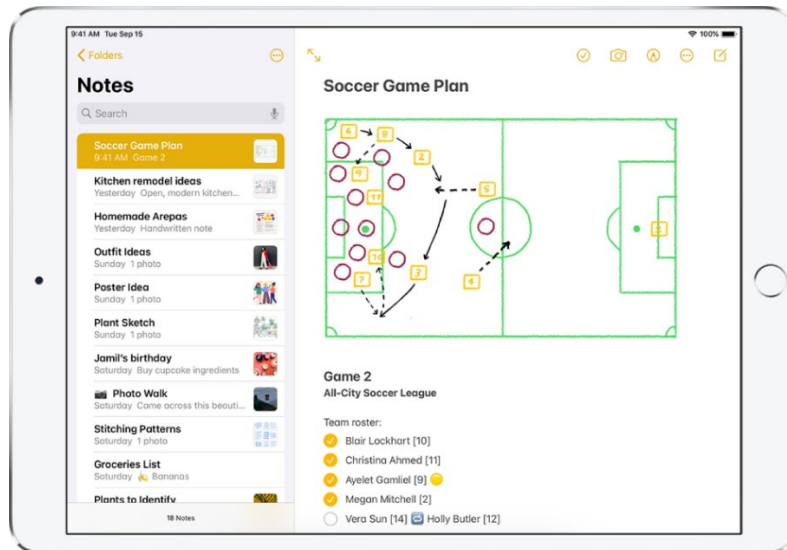 9:41 AM Tue Sep 15
100%
Folders
Notes
Search
Soccer Game Plan
9:41 AM Game 2
Kitchen remodel ideas
Yesterday Open, modern kitchen...
Homemade Arepas
Yesterday Handwritten note
Outfit Ideas
Sunday 1 photo
Poster Idea
Sunday 1 photo
Plant Sketch
Sunday 1 photo
Jamil's birthday
Saturday Buy cupcake ingredients
Photo Walk
Saturday Came across this beauti...
Stitching Patterns
Saturday 1 photo
Groceries List
Saturday 🍌 Bananas
Plants to Identify
18 Notes
Soccer Game Plan
6
8
2
9
5
11
10
3
7
4
Game 2
All-City Soccer League
Team roster:
Blair Lockhart [10]
Christina Ahmed [11]
Ayelet Gamliel [9]
Megan Mitchell [2]
Vera Sun [14] Holly Butler [12]